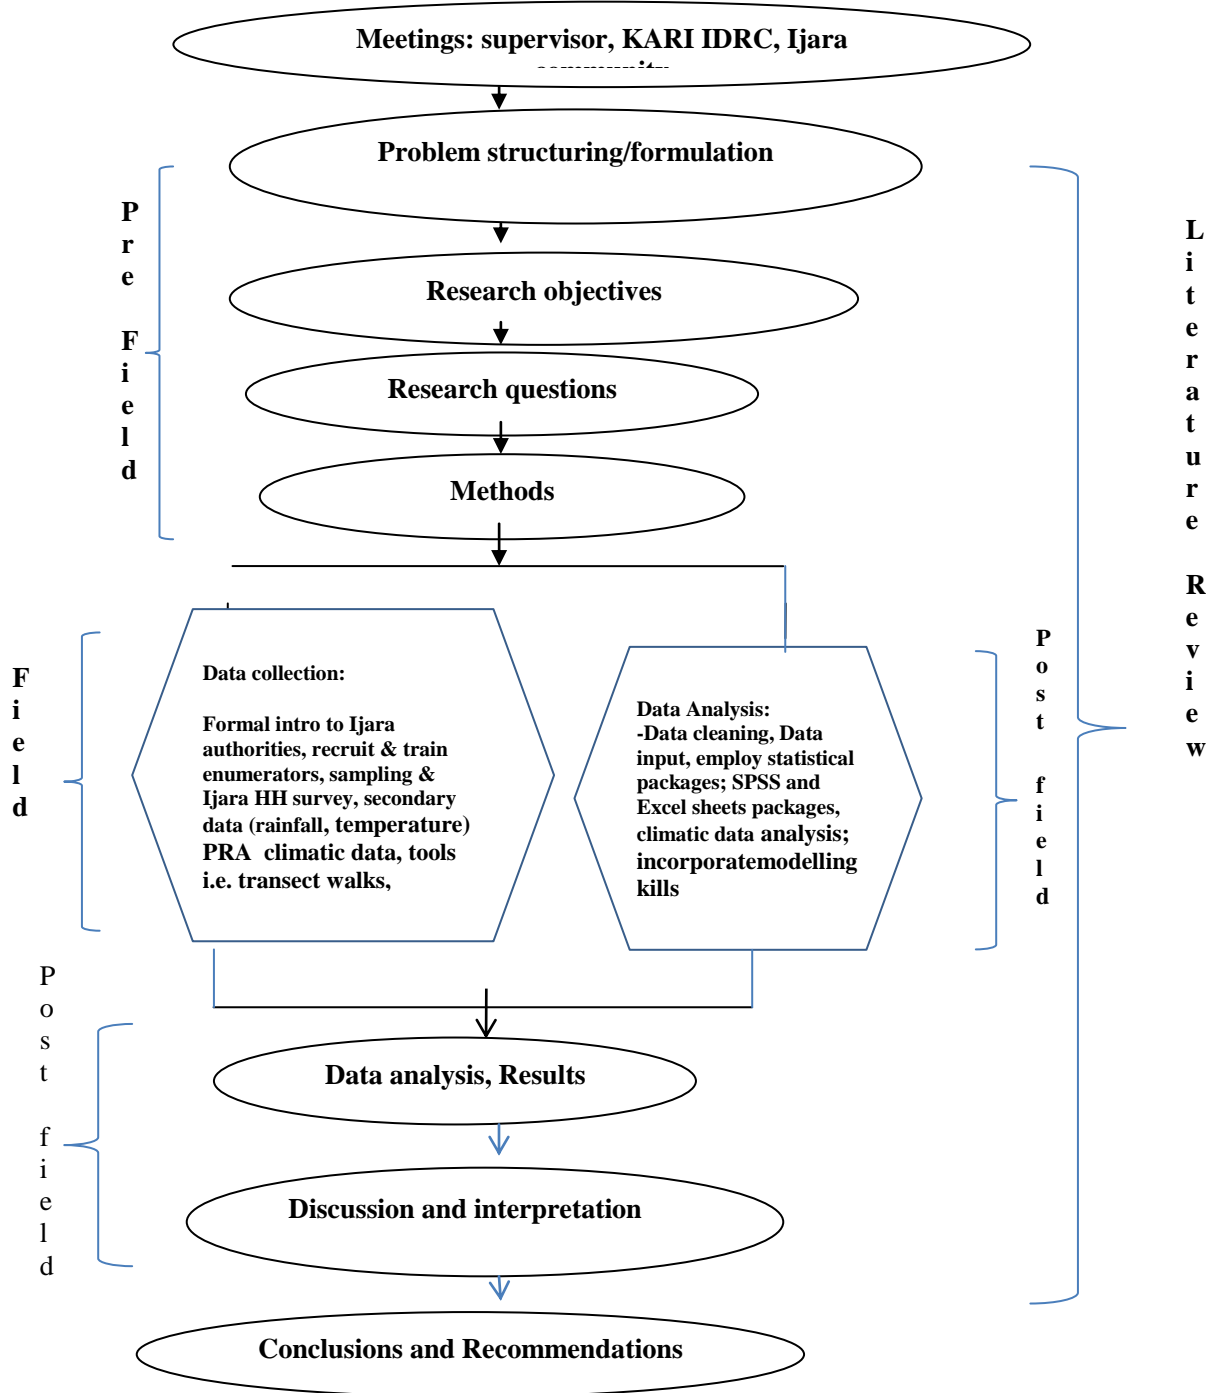 Meetings: supervisor, KARI IDRC, Ijara
Problem structuring/formulation
Pre Field
Literature Review
Research objectives
Research questions
Methods
Field
Data collection:
Formal intro to Ijara
authorities, recruit & train
enumerators, sampling &
Ijara HH survey, secondary
data (rainfall, temperature)
PRA climatic data, tools
i.e. transect walks,
Data Analysis:
-Data cleaning, Data
input, employ statistical
packages; SPSS and
Excel sheets packages,
climatic data analysis;
incorporatemodelling
kills
Post field
Post field
Data analysis, Results
Discussion and interpretation
Conclusions and Recommendations